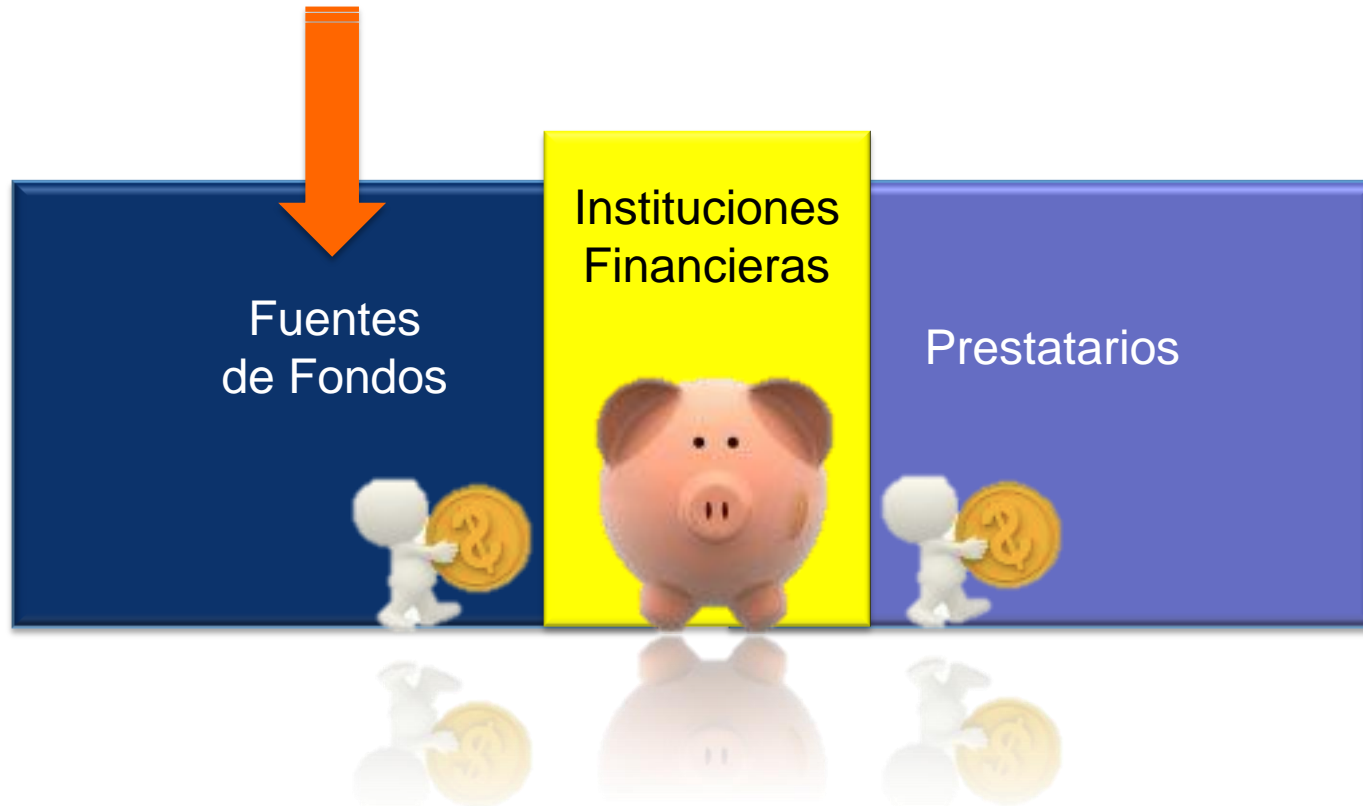 Fuentes
de Fondos
Instituciones
Financieras
Prestatarios